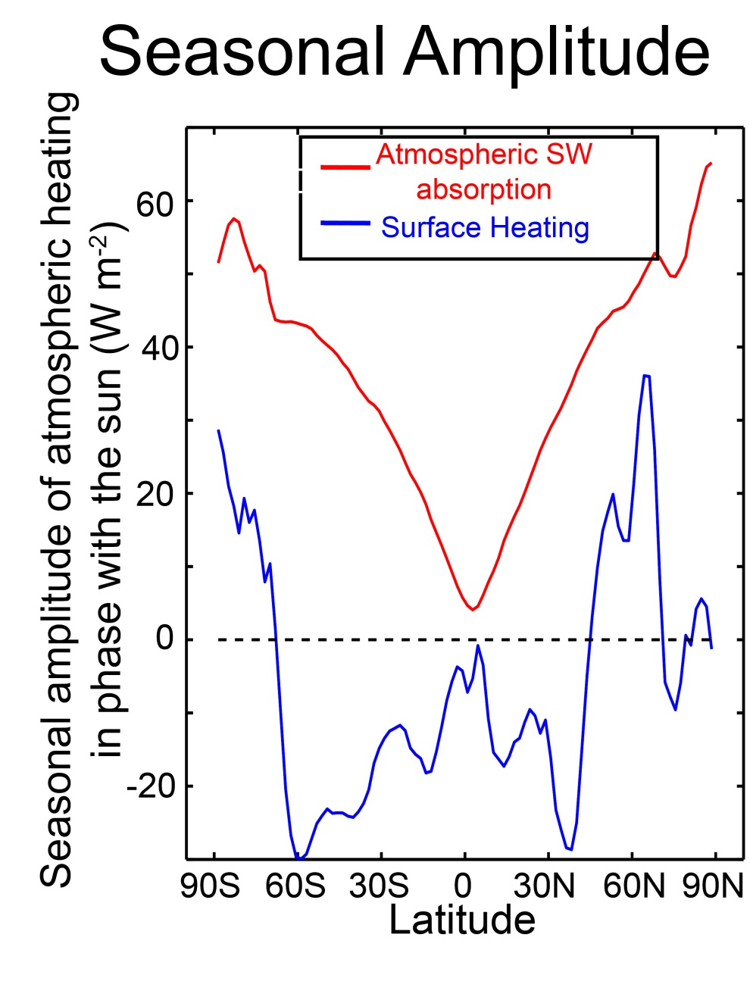 Seasonal Amplitude
Seasonal amplitude of atmospheric heating
in phase with the sun (W m-2)
Atmospheric SW
absorption
Surface Heating
60
40
20
0
-20
90S 60S 30S 0 30N 60N 90N
Latitude